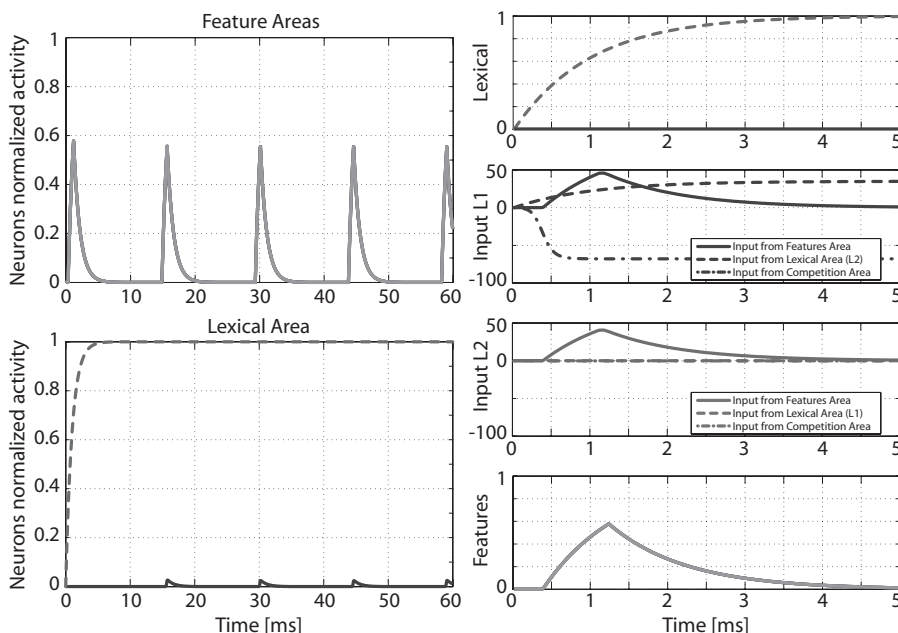 Feature Areas
Neurons normalized activity
1
0.8
0.6
0.4
0.2
0
0 10 20 30 40 50 60
Lexical Area
Neurons normalized activity
1
0.8
0.6
0.4
0.2
0
0 10 20 30 40 50 60
Time [ms]
Lexical
1
0
0 1 2 3 4 5
Input L1
50
0
-100
Input from Features Area
Input from Lexical Area (L2)
Input from Competition Area
0 1 2 3 4 5
Input L2
50
0
-100
Input from Features Area
Input from Lexical Area (L1)
Input from Competition Area
0 1 2 3 4 5
Features
1
0
0 1 2 3 4 5
Time [ms]